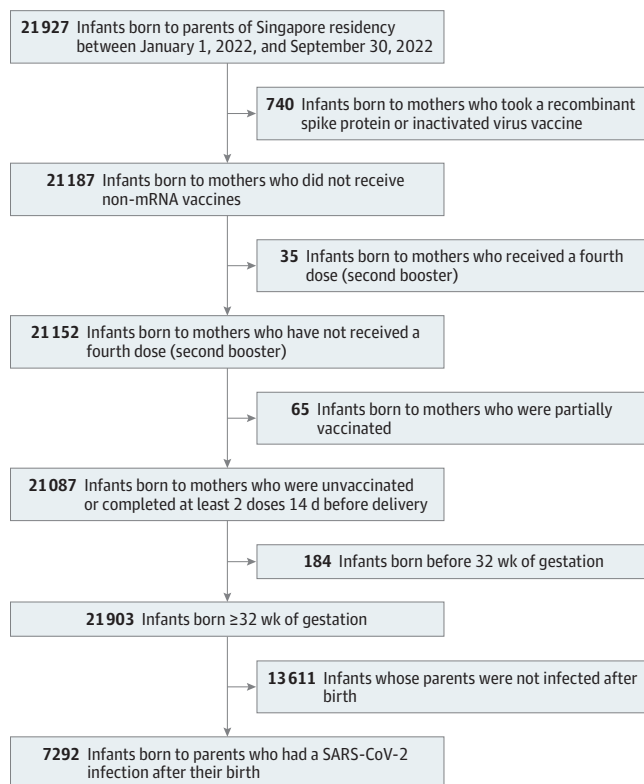 21927 Infants born to parents of Singapore residency
between January 1, 2022, and September 30, 2022
740 Infants born to mothers who took a recombinant
spike protein or inactivated virus vaccine
21187 Infants born to mothers who did not receive
non-mRNA vaccines
35 Infants born to mothers who received a fourth
dose (second booster)
21152 Infants born to mothers who have not received a
fourth dose (second booster)
65 Infants born to mothers who were partially
vaccinated
21087 Infants born to mothers who were unvaccinated
or completed at least 2 doses 14 d before delivery
184 Infants born before 32 wk of gestation
21903 Infants born ≥32 wk of gestation
13611 Infants whose parents were not infected after
birth
7292 Infants born to parents who had a SARS-CoV-2
infection after their birth